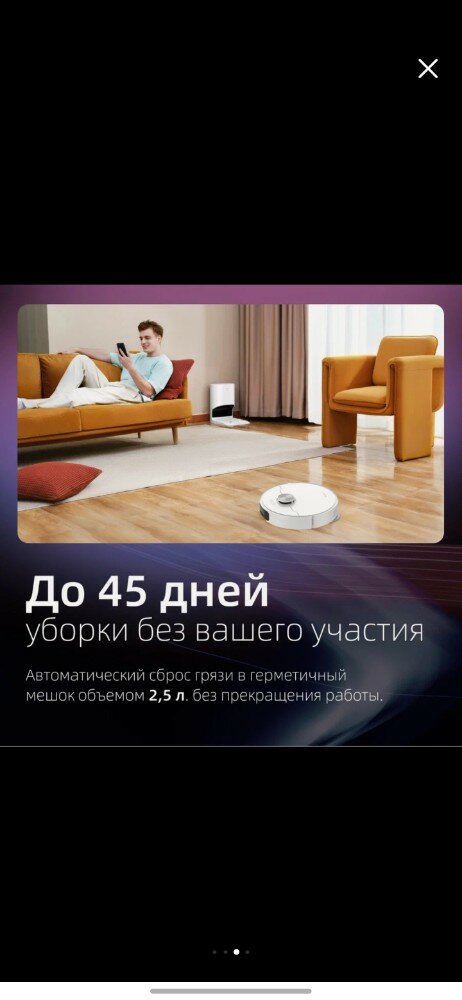 До 45 дней
уборки без вашего участия
Автоматический сброс грязи в герметичный
мешок объемом 2,5 л. без прекращения работы.